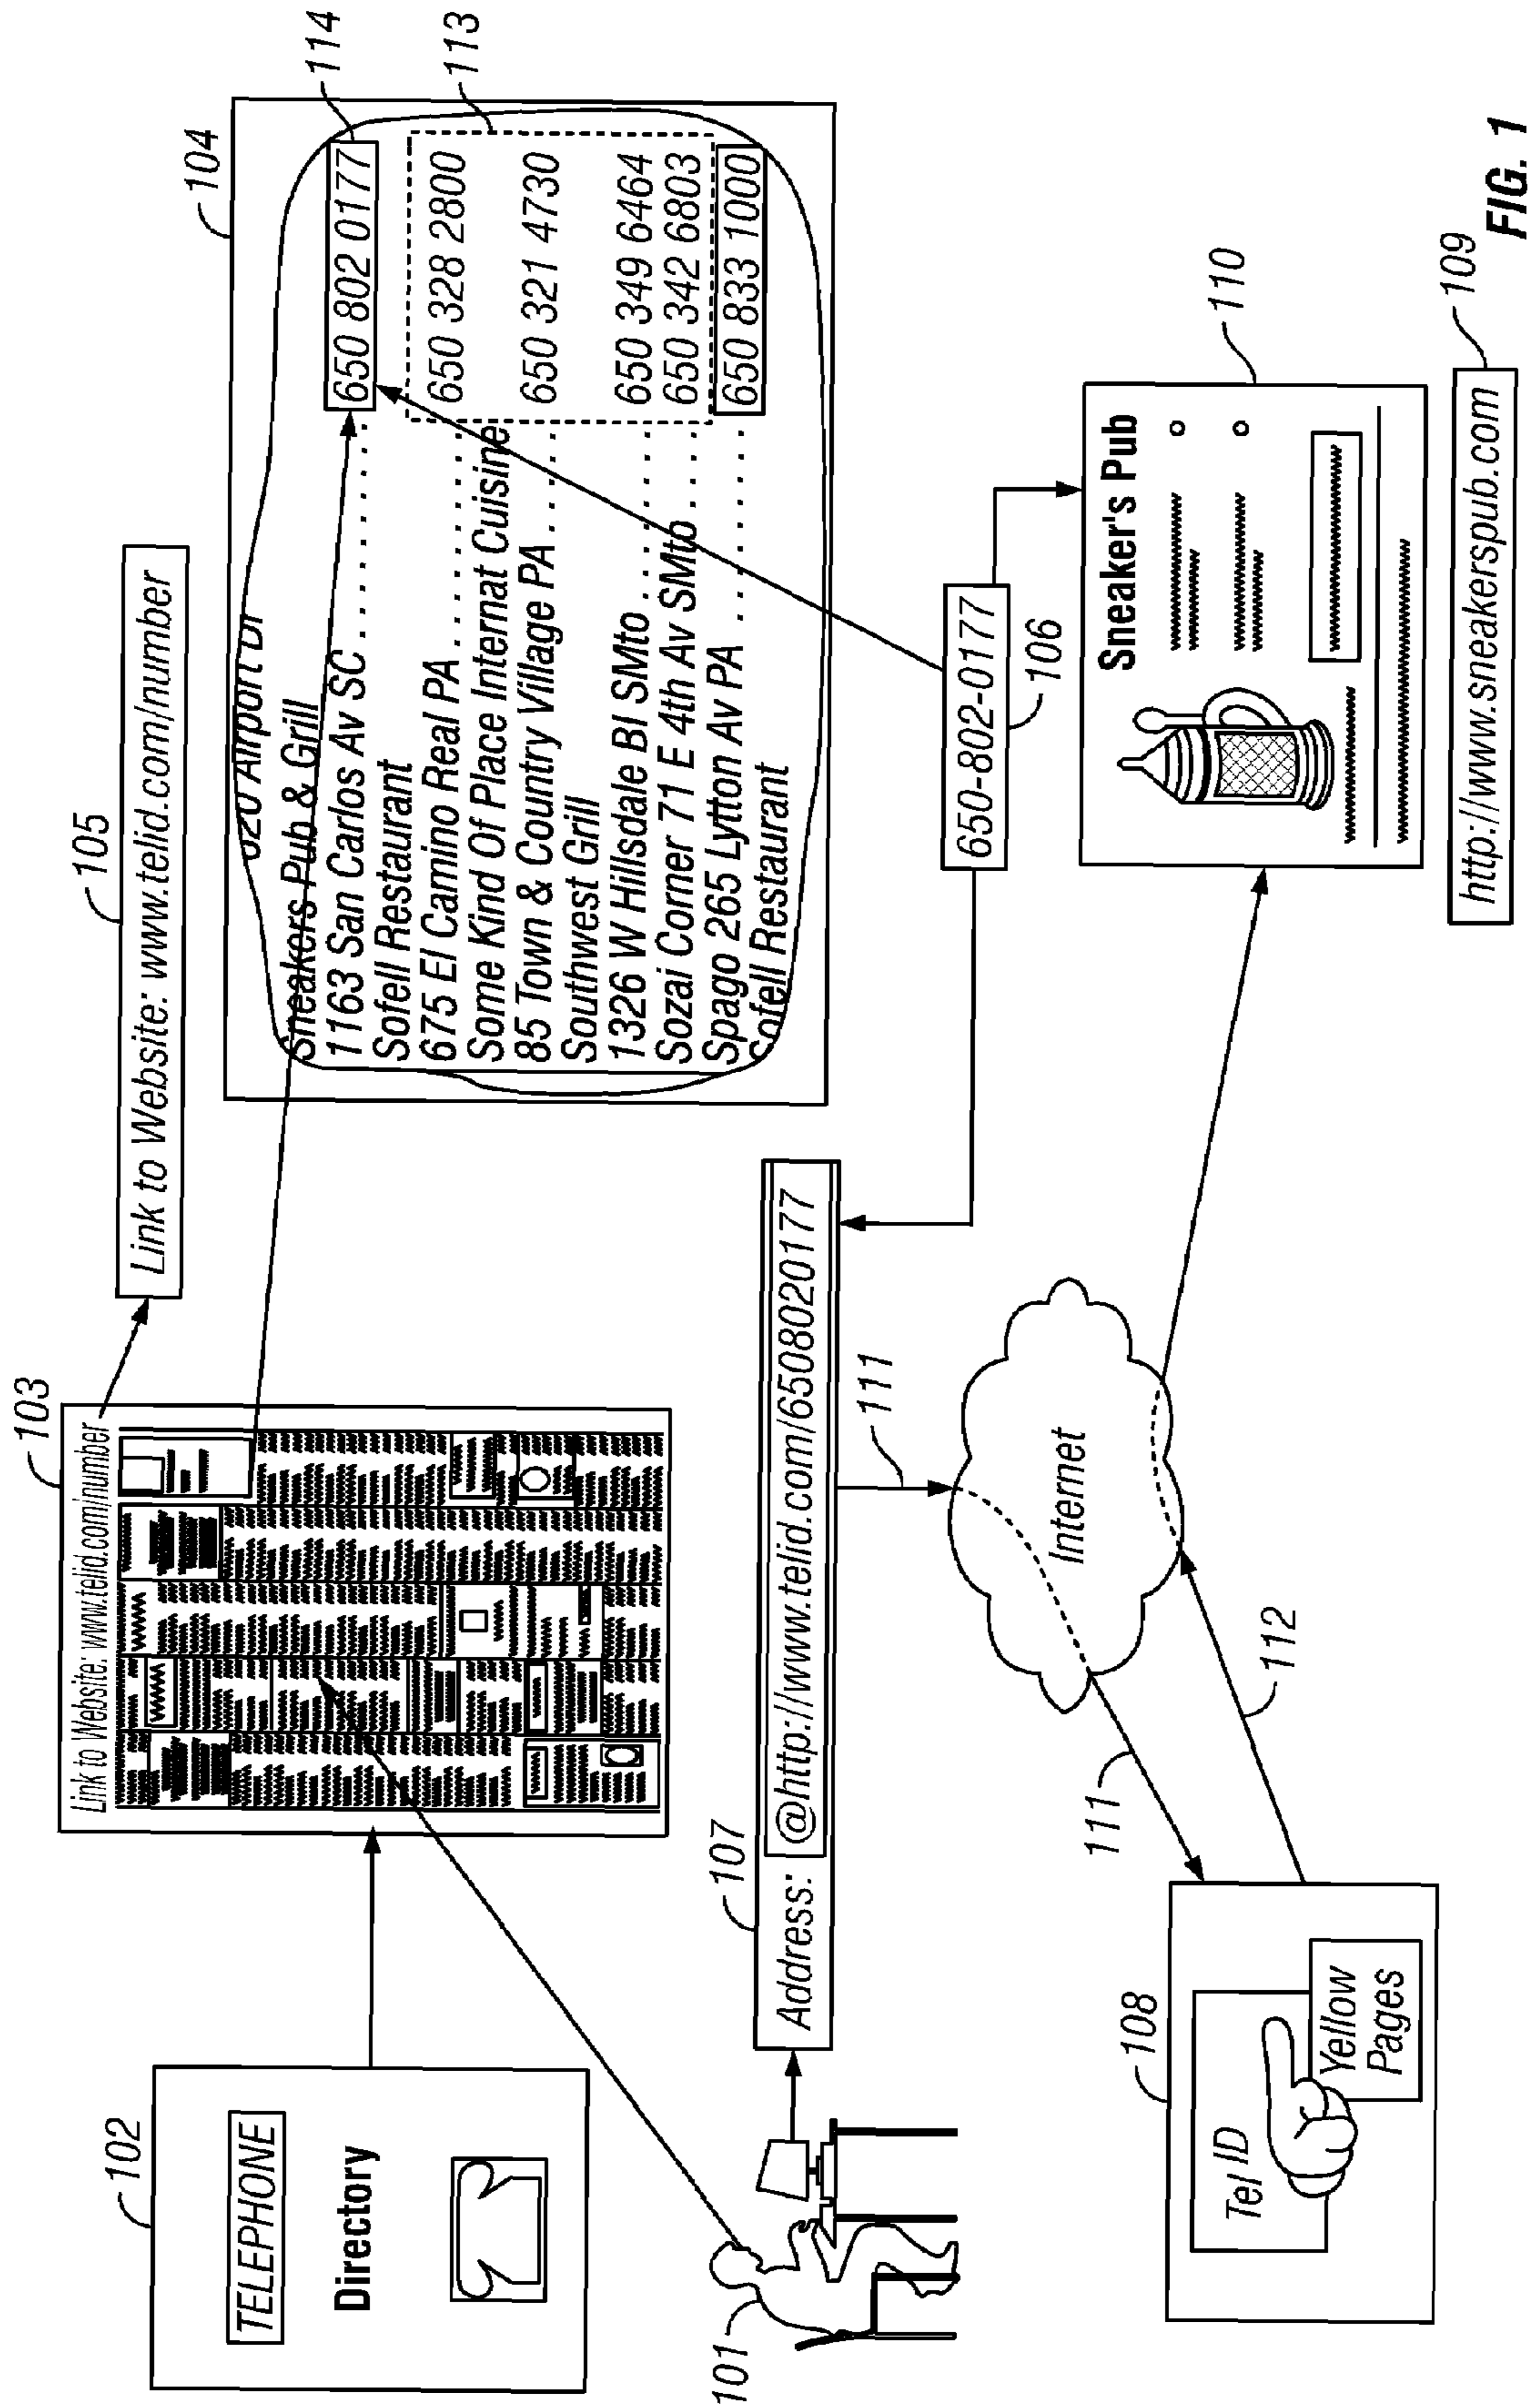 102
TELEPHONE
Directory
103
Link to Website: www.telid.com/number
105
Link to Website: www.telid.com/number
104
Sneakers Pub & Grill
1163 San Carlos Av SC .......... 650 802 0177
Sofell Restaurant
675 El Camino Real PA .......... 650 328 2800
Some Kind Of Place Internat Cuisine
85 Town & Country Village PA .... 650 321 4730
Southwest Grill
1326 W Hillsdale Bl SMto ....... 650 349 6464
Sozai Corner 71 E 4th Av SMto .... 650 342 6803
Spago 265 Lytton Av PA ........ 650 833 1000
Sofell Restaurant
114
113
101
107
Address: @http://www.telid.com/6508020177
650-802-0177
106
111
Internet
111
112
108
Tel ID
Yellow
Pages
110
Sneaker's Pub
109
http://www.sneakerspub.com
FIG. 1